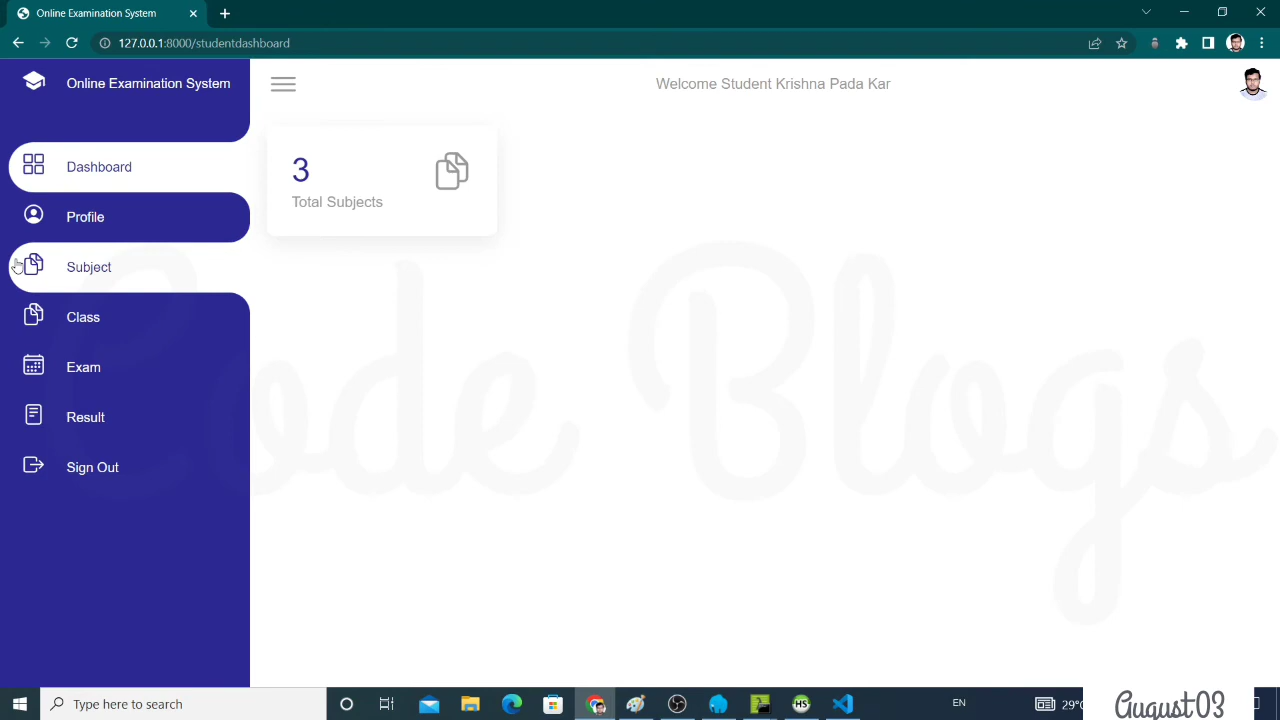 Online Examination System
127.0.0.1:8000/studentdashboard
Online Examination System
Welcome Student Krishna Pada Kar
Dashboard
3
Total Subjects
Profile
Subject
Class
Exam
Result
Sign Out
Code Blogs
Type here to search
HS
EN
29°
August03